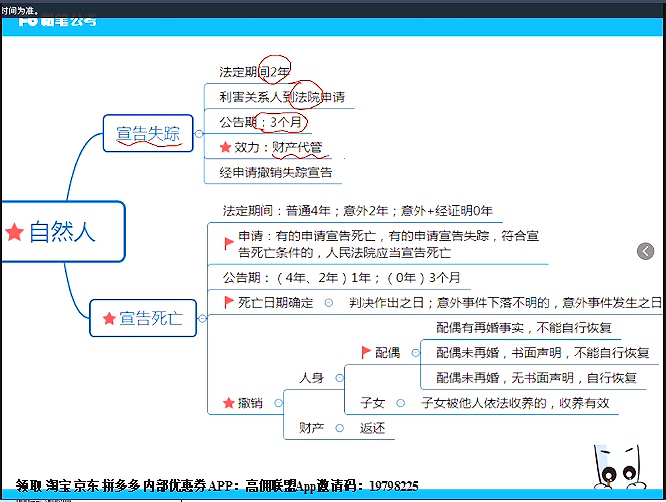 时间为准。
粉笔公考
法定期间2年
利害关系人到法院申请
宣告失踪
公告期：3个月
效力：财产代管
经申请撤销失踪宣告
自然人
法定期间：普通4年；意外2年；意外+经证明0年
申请：有的申请宣告死亡，有的申请宣告失踪，符合宣
告死亡条件的，人民法院应当宣告死亡
公告期：（4年、2年）1年；（0年）3个月
宣告死亡
死亡日期确定
判决作出之日；意外事件下落不明的，意外事件发生之日
配偶有再婚事实，不能自行恢复
配偶
配偶未再婚，书面声明，不能自行恢复
人身
配偶未再婚，无书面声明，自行恢复
撤销
子女
子女被他人依法收养的，收养有效
财产
返还
领取 淘宝 京东 拼多多 内部优惠券 APP：高佣联盟App邀请码：19798225